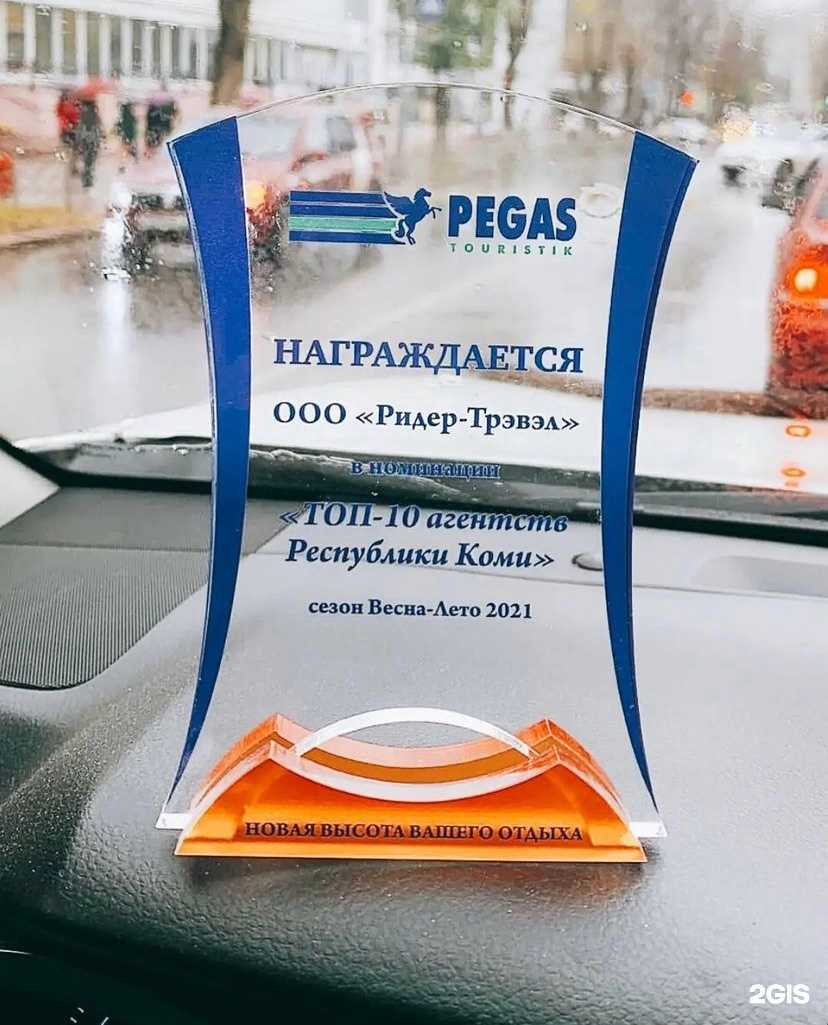 PEGAS
TOURISTIK
НАГРАЖДАЕТСЯ
ООО «Ридер-Трэвэл»
в номинации
«ТОП-10 агентств
Республики Коми»
сезон Весна-Лето 2021
НОВАЯ ВЫСОТА ВАШЕГО ОТДЫХА
2GIS